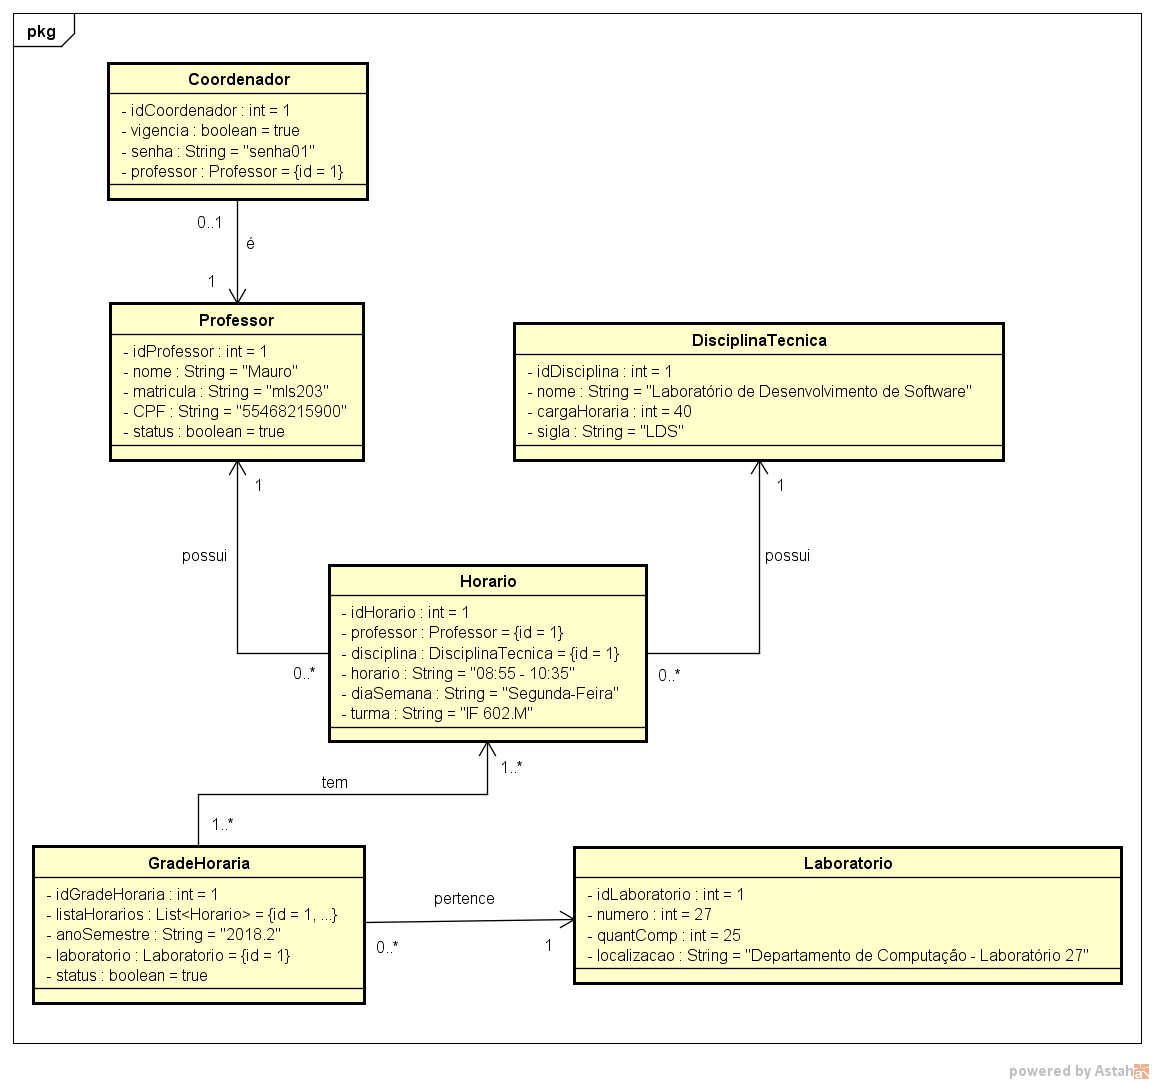 pkg
Coordenador
- idCoordenador : int = 1
- vigencia : boolean = true
- senha : String = "senha01"
- professor : Professor = {id = 1}
0..1
é
1
Professor
- idProfessor : int = 1
- nome : String = "Mauro"
- matricula : String = "mls203"
- CPF : String = "55468215900"
- status : boolean = true
DisciplinaTecnica
- idDisciplina : int = 1
- nome : String = "Laboratório de Desenvolvimento de Software"
- cargaHoraria : int = 40
- sigla : String = "LDS"
1
1
possui
possui
Horario
- idHorario : int = 1
- professor : Professor = {id = 1}
- disciplina : DisciplinaTecnica = {id = 1}
- horario : String = "08:55 - 10:35"
- diaSemana : String = "Segunda-Feira"
- turma : String = "IF 602.M"
0..*
0..*
1..*
tem
1..*
GradeHoraria
- idGradeHoraria : int = 1
- listaHorarios : List<Horario> = {id = 1, ...}
- anoSemestre : String = "2018.2"
- laboratorio : Laboratorio = {id = 1}
- status : boolean = true
pertence
0..*
1
Laboratorio
- idLaboratorio : int = 1
- numero : int = 27
- quantComp : int = 25
- localizacao : String = "Departamento de Computação - Laboratório 27"
powered by Astah